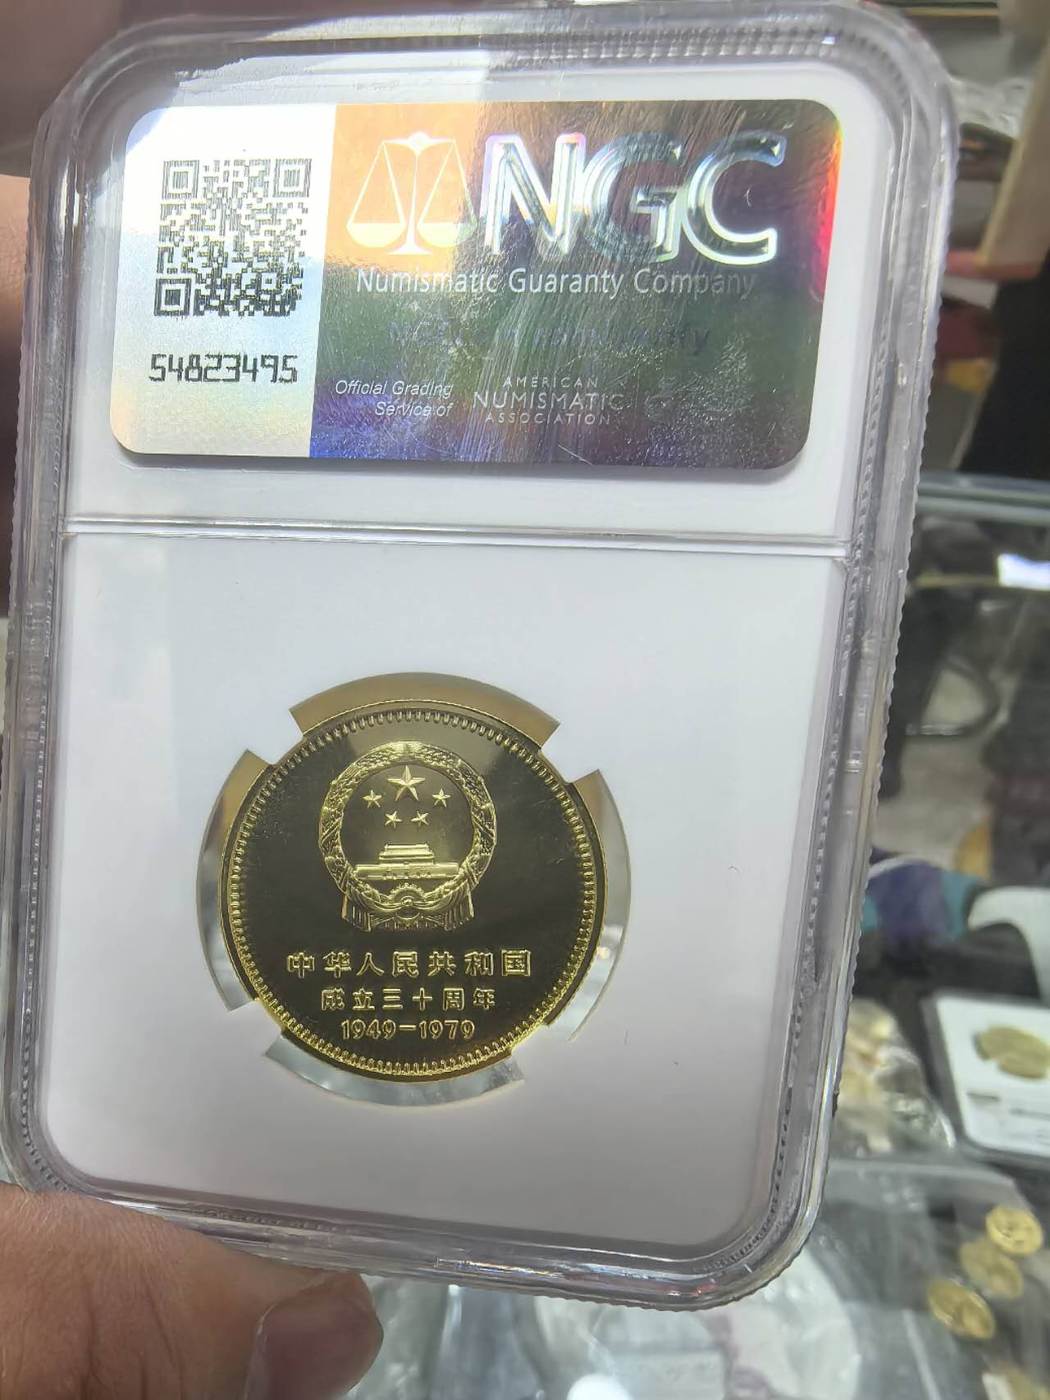 NGC
Numismatic Guaranty Company
54823495
Official Grading
Service of
AMERICAN
NUMISMATIC
ASSOCIATION
中华人民共和国
成立三十周年
1949-1979